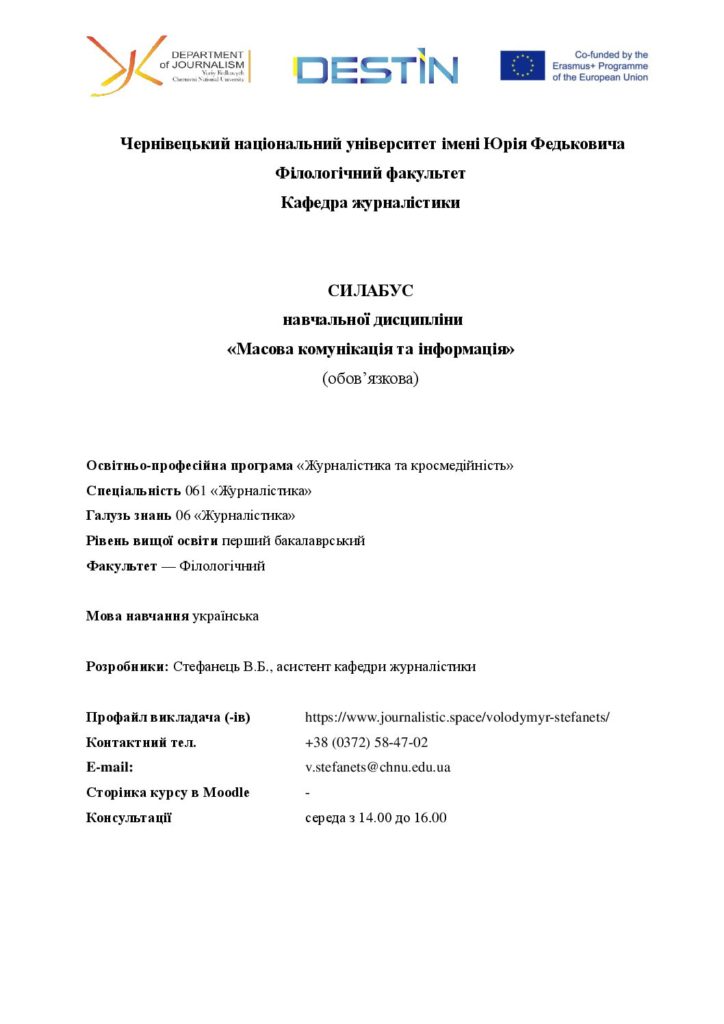 DEPARTMENT
of JOURNALISM
Yuriy Fedkovych
Chernivtsi National University
DESTIN
Co-funded by the
Erasmus+ Programme
of the European Union
Чернівецький національний університет імені Юрія Федьковича
Філологічний факультет
Кафедра журналістики
СИЛАБУС
навчальної дисципліни
«Масова комунікація та інформація»
(обов’язкова)
Освітньо-професійна програма «Журналістика та кросмедійність»
Спеціальність 061 «Журналістика»
Галузь знань 06 «Журналістика»
Рівень вищої освіти перший бакалаврський
Факультет — Філологічний
Мова навчання українська
Розробники: Стефанець В.Б., асистент кафедри журналістики
Профайл викладача (-ів) https://www.journalistic.space/volodymyr-stefanets/
Контактний тел. +38 (0372) 58-47-02
E-mail: v.stefanets@chnu.edu.ua
Сторінка курсу в Moodle -
Консультації середа з 14.00 до 16.00